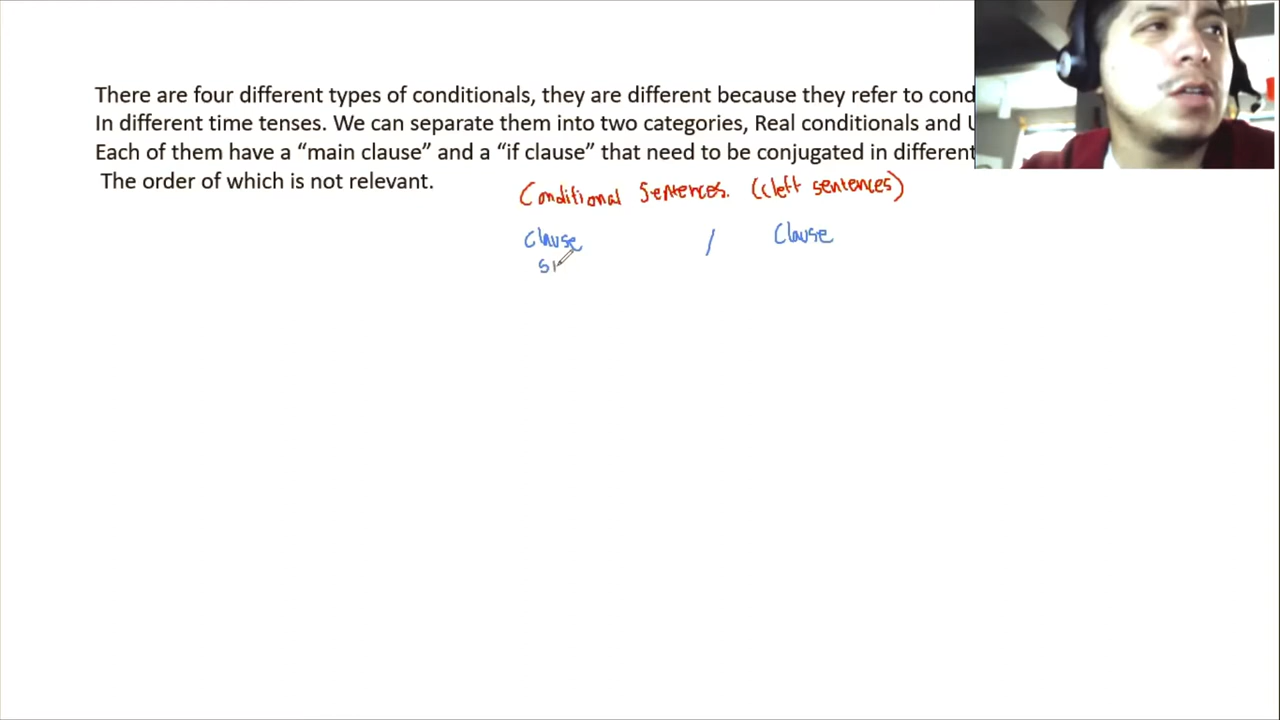 There are four different types of conditionals, they are different because they refer to cond
In different time tenses. We can separate them into two categories, Real conditionals and
Each of them have a “main clause” and a “if clause” that need to be conjugated in different
The order of which is not relevant.
Conditional Sentences. (cleft sentences)
Clause / Clause